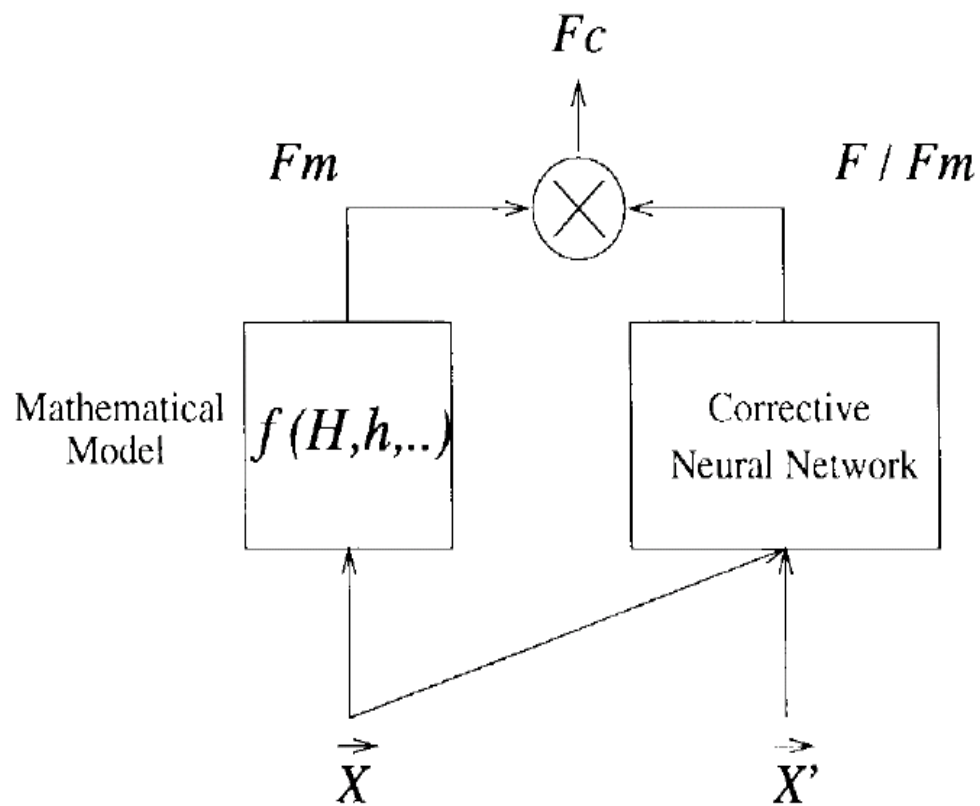 Fc
Fm
F / Fm
Mathematical
Model
f(H,h,..)
Corrective
Neural Network
X
X'